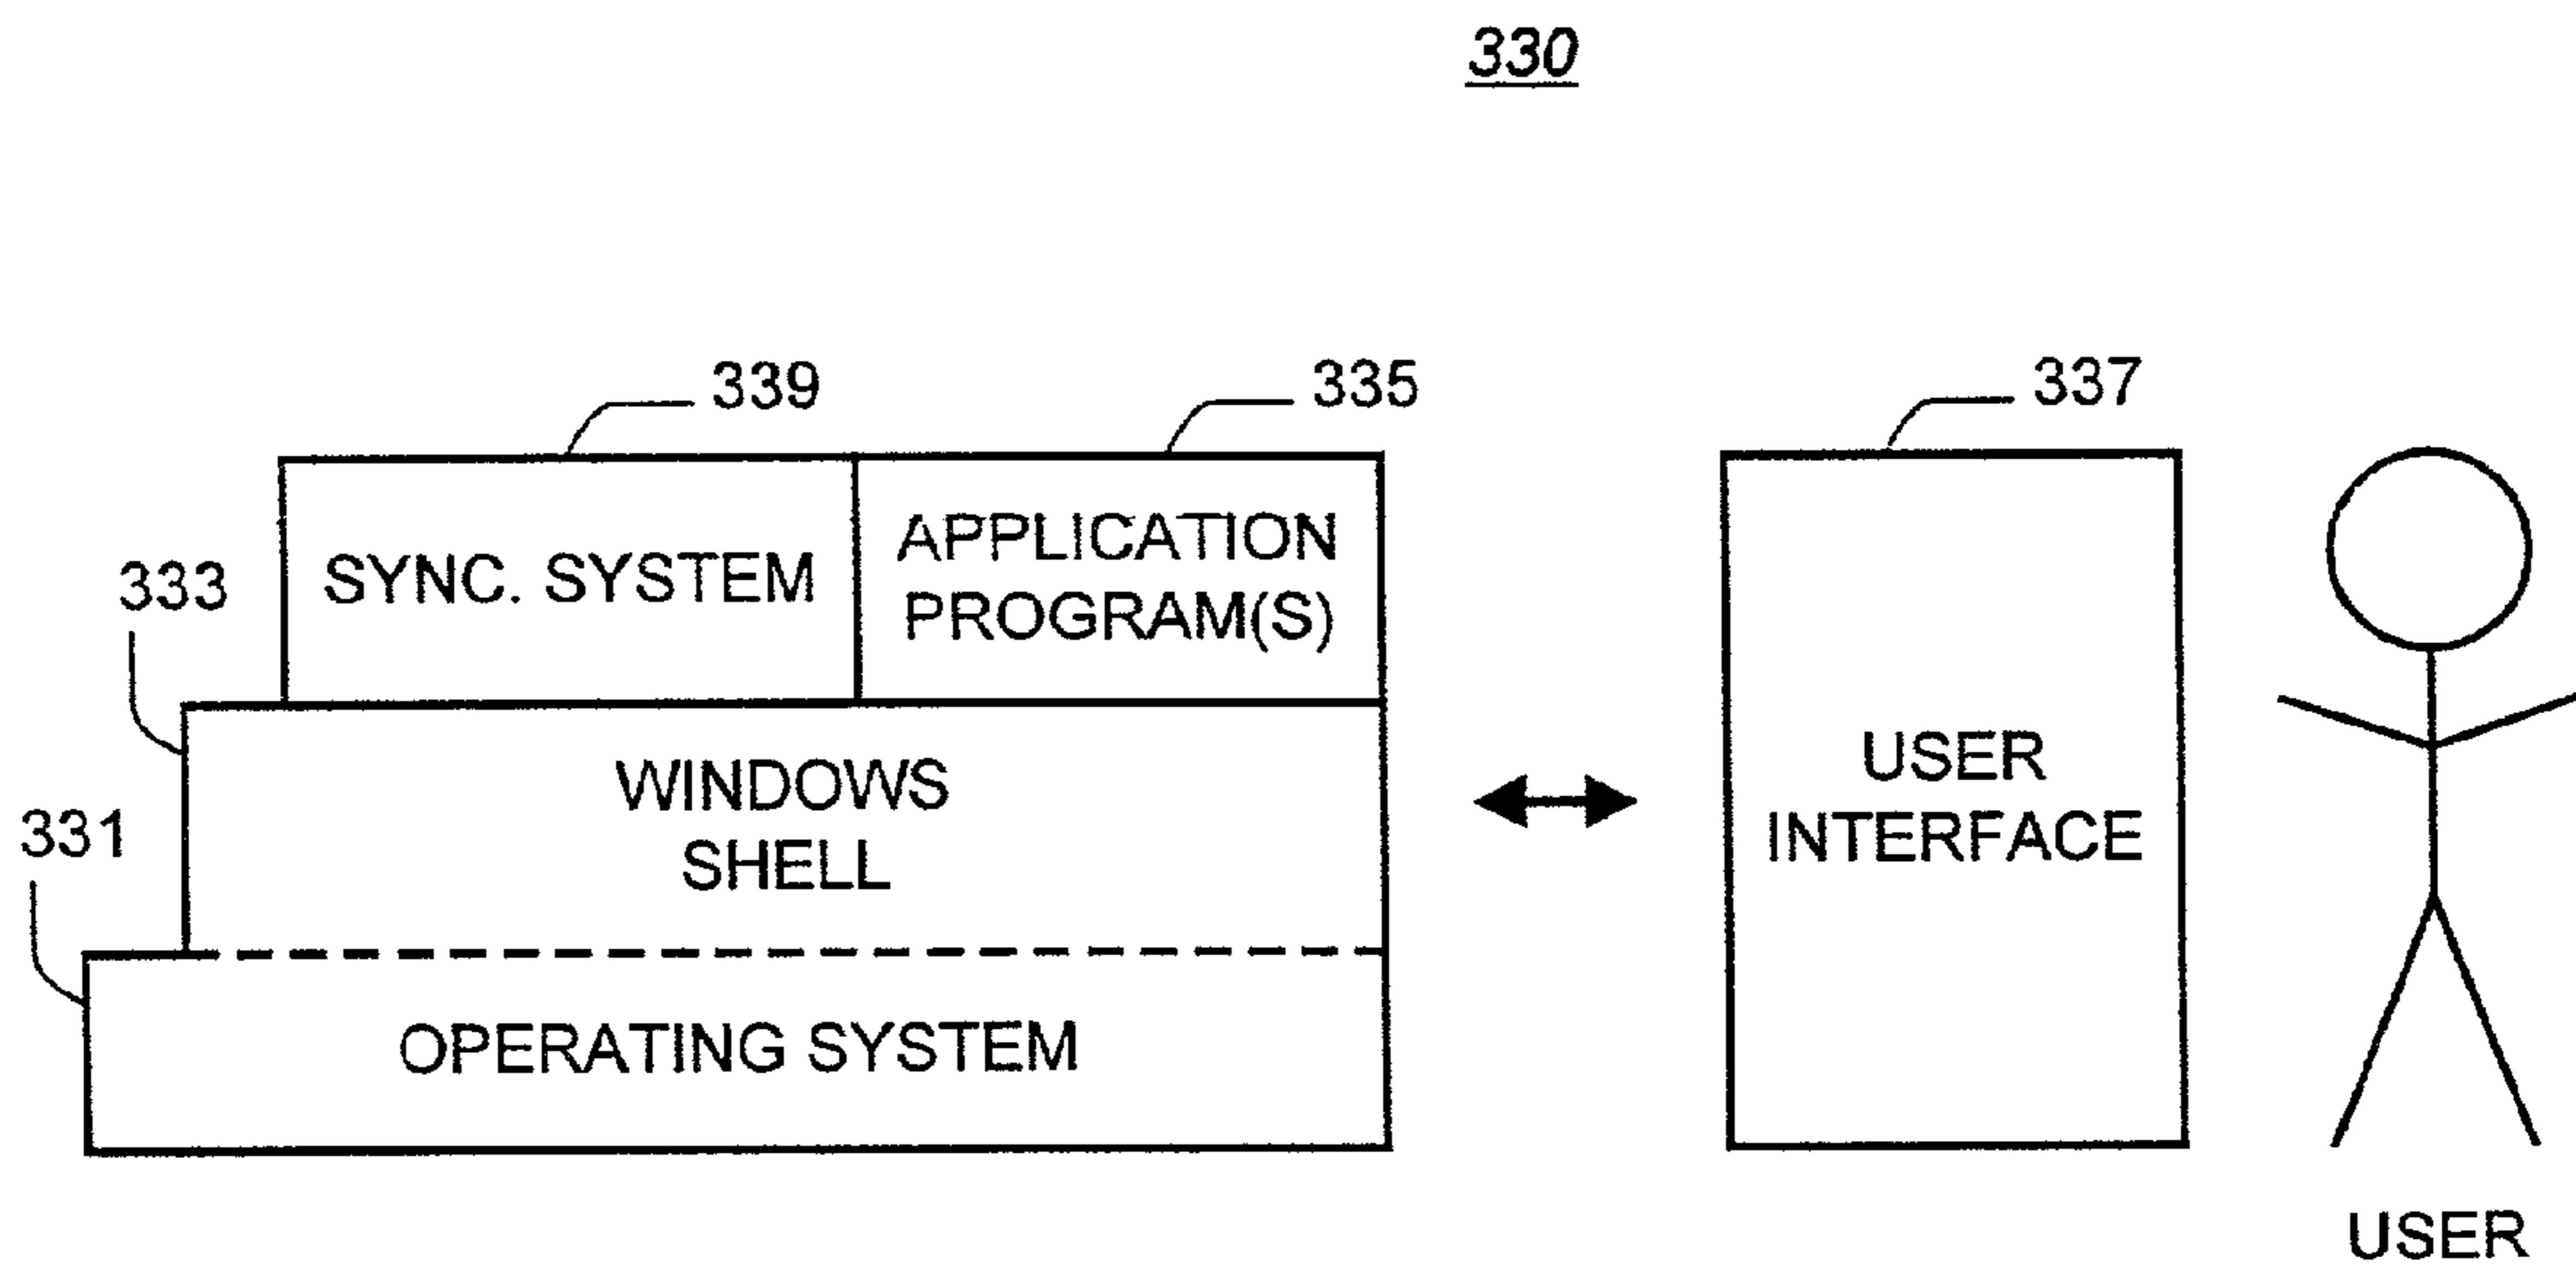 330
339
335
337
SYNC. SYSTEM
APPLICATION
PROGRAM(S)
333
WINDOWS
SHELL
331
OPERATING SYSTEM
USER
INTERFACE
USER